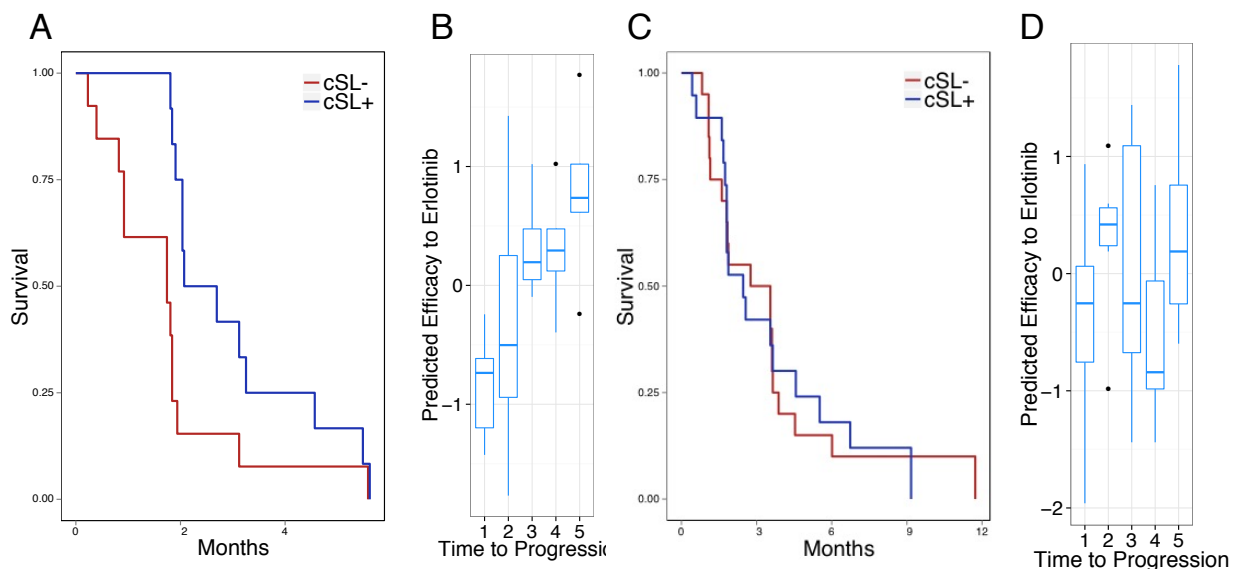 A
B
C
D
1.00
0.75
0.50
0.25
0.00
Survival
cSL-
cSL+
0
2
4
Months
Predicted Efficacy to Erlotinib
1
0
−1
1 2 3 4 5
Time to Progressio
1.00
0.75
0.50
0.25
0.00
Survival
cSL-
cSL+
0
3
6
9
12
Months
Predicted Efficacy to Erlotinib
1
0
−1
−2
1 2 3 4 5
Time to Progression